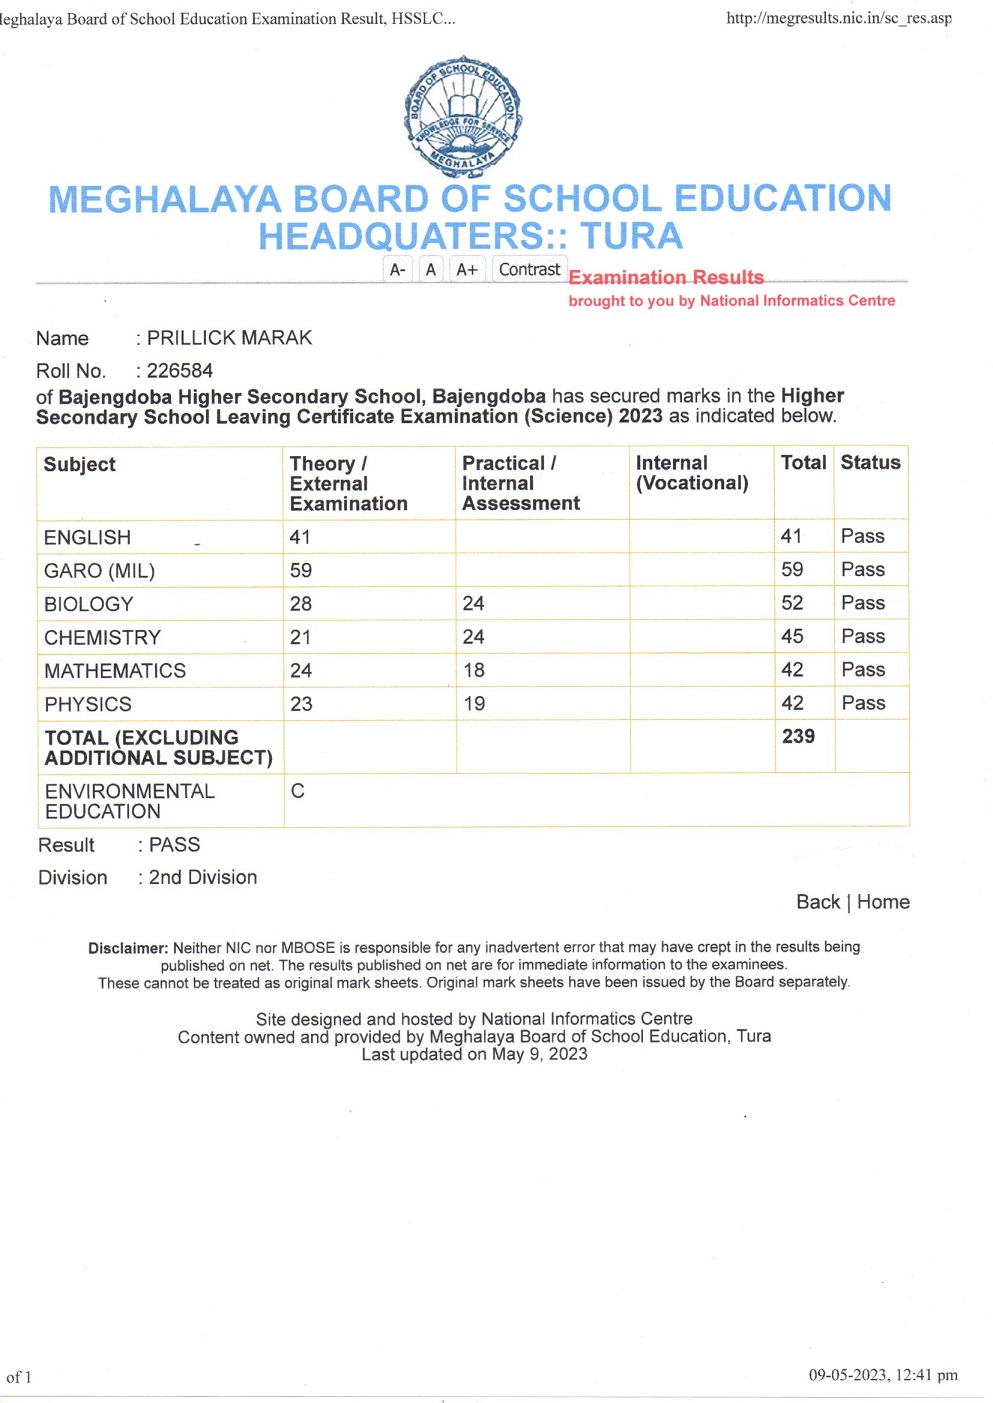 leghalaya Board of School Education Examination Result, HSSLC... http://megresults.nic.in/sc_res.asp
BOARD OF SCHOOL EDUCATION
KNOWLEDGE FOR SERVICE
MEGHALAYA
MEGHALAYA BOARD OF SCHOOL EDUCATION
HEADQUATERS:: TURA
A- A A+ Contrast Examination Results
brought to you by National Informatics Centre
Name : PRILLICK MARAK
Roll No. : 226584
of Bajengdoba Higher Secondary School, Bajengdoba has secured marks in the Higher
Secondary School Leaving Certificate Examination (Science) 2023 as indicated below.
Subject Theory / External Examination Practical / Internal Assessment Internal (Vocational) Total Status
ENGLISH 41 41 Pass
GARO (MIL) 59 59 Pass
BIOLOGY 28 24 52 Pass
CHEMISTRY 21 24 45 Pass
MATHEMATICS 24 18 42 Pass
PHYSICS 23 19 42 Pass
TOTAL (EXCLUDING ADDITIONAL SUBJECT) 239
ENVIRONMENTAL EDUCATION C
Result : PASS
Division : 2nd Division
Back | Home
Disclaimer: Neither NIC nor MBOSE is responsible for any inadvertent error that may have crept in the results being
published on net. The results published on net are for immediate information to the examinees.
These cannot be treated as original mark sheets. Original mark sheets have been issued by the Board separately.
Site designed and hosted by National Informatics Centre
Content owned and provided by Meghalaya Board of School Education, Tura
Last updated on May 9, 2023
of 1 09-05-2023, 12:41 pm